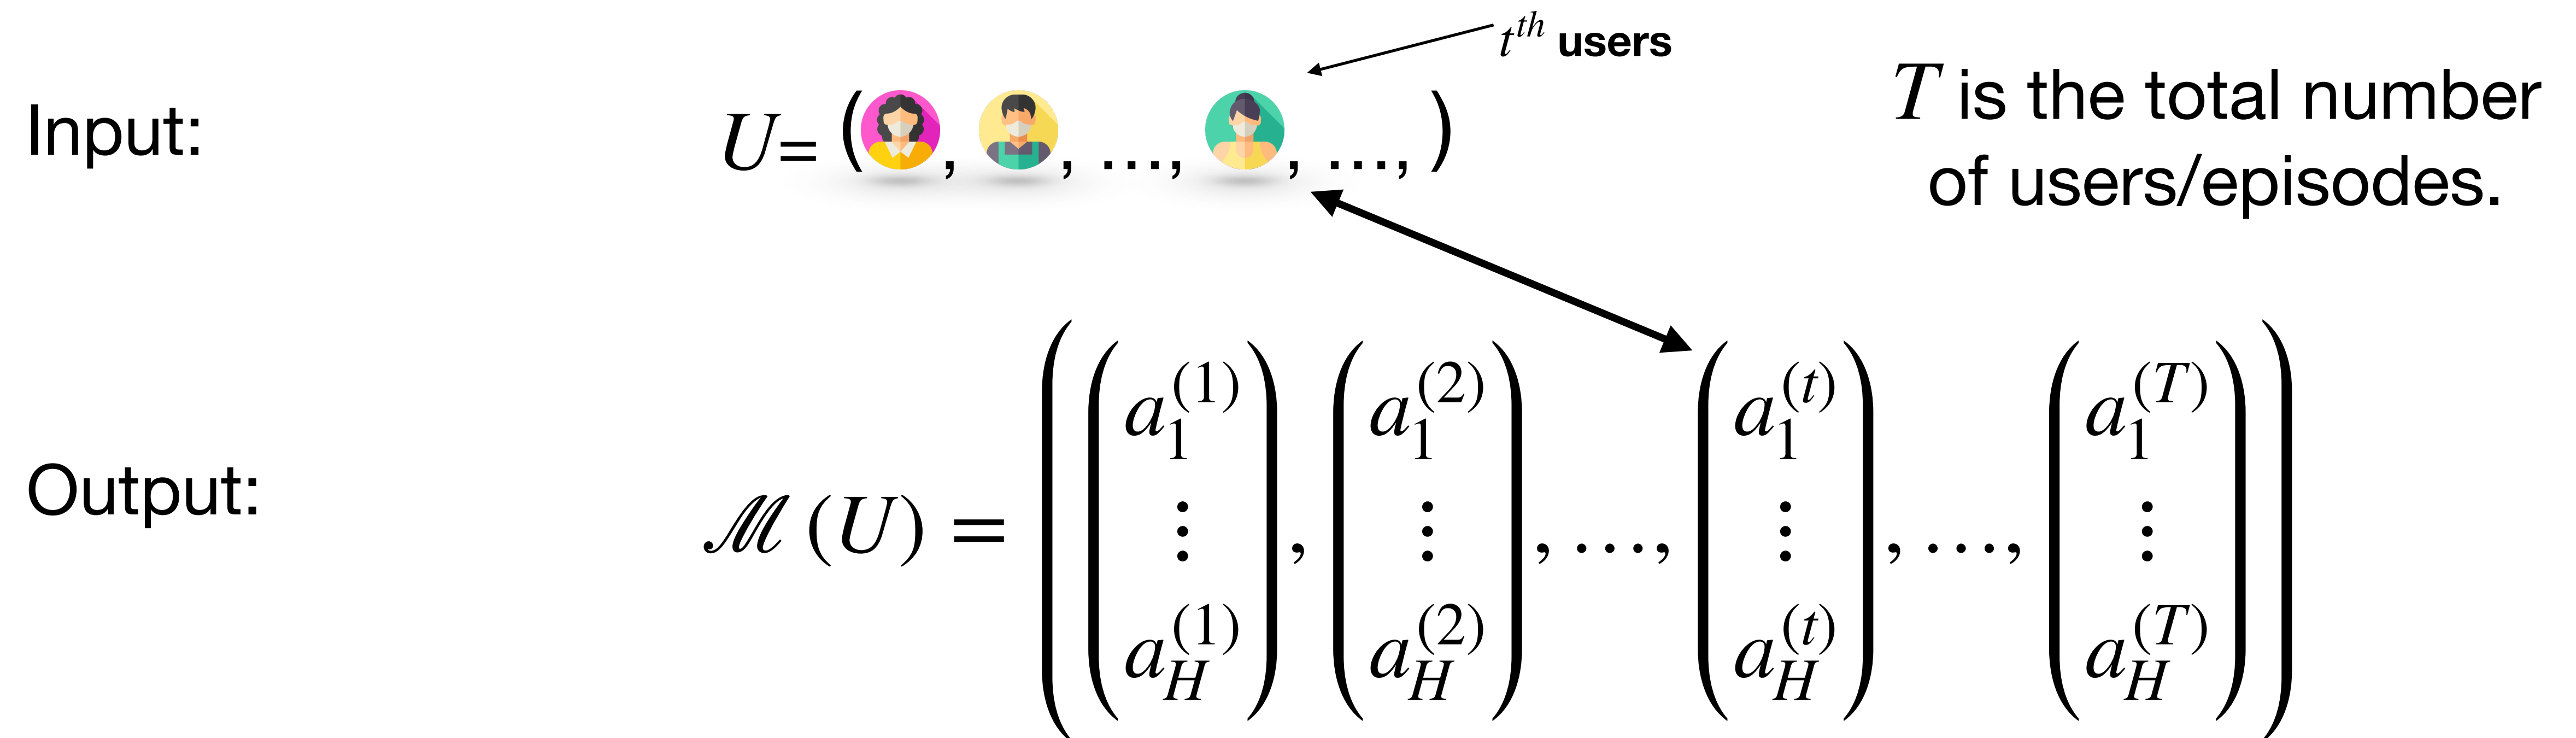 t^{th} users
Input:
U= ( , , ..., , ..., )
T is the total number
of users/episodes.
Output:
ℳ (U) = ( ( a_1^{(1)} ⋮ a_H^{(1)} ) , ( a_1^{(2)} ⋮ a_H^{(2)} ) , …, ( a_1^{(t)} ⋮ a_H^{(t)} ) , …., ( a_1^{(T)} ⋮ a_H^{(T)} ) )